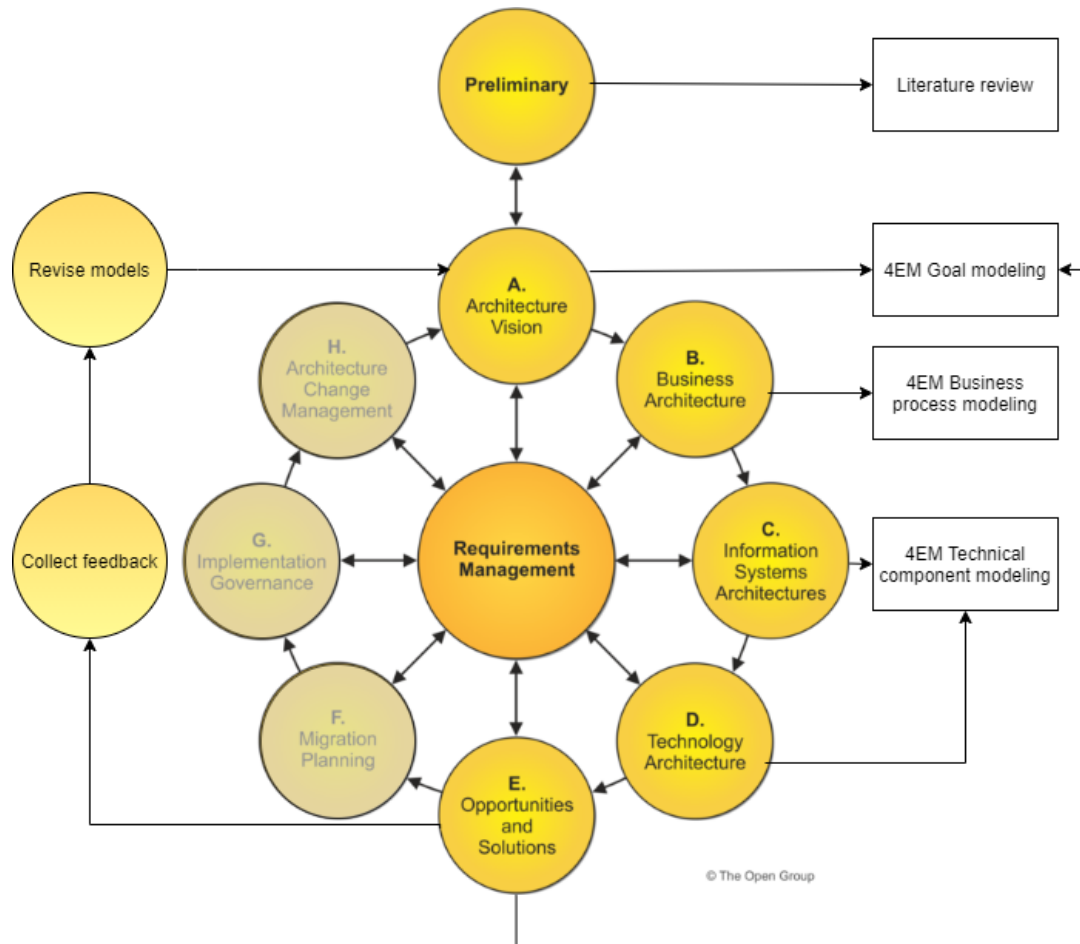 Preliminary
Literature review
Revise models
A.
Architecture
Vision
4EM Goal modeling
H.
Architecture
Change
Management
B.
Business
Architecture
4EM Business
process modeling
Collect feedback
G.
Implementation
Governance
Requirements
Management
C.
Information
Systems
Architectures
4EM Technical
component modeling
F.
Migration
Planning
D.
Technology
Architecture
E.
Opportunities
and
Solutions
© The Open Group